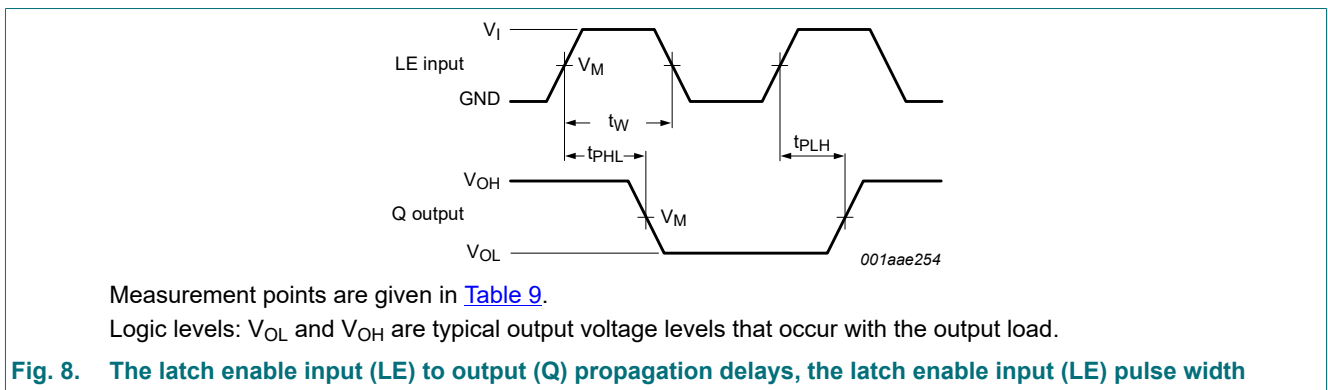 VI
LE input
VM
GND
tW
tPHL
tPLH
VOH
Q output
VM
VOL
001aae254
Measurement points are given in Table 9.
Logic levels: VOL and VOH are typical output voltage levels that occur with the output load.
Fig. 8. The latch enable input (LE) to output (Q) propagation delays, the latch enable input (LE) pulse width